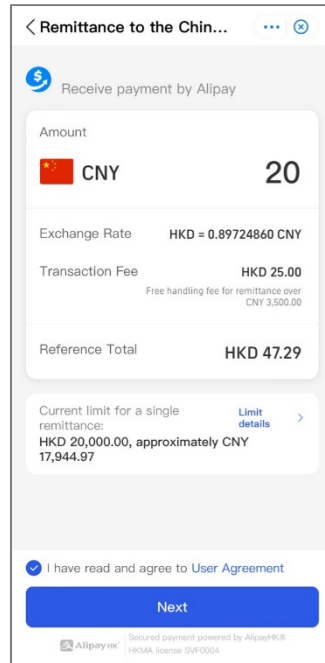 Remittance to the Chin...
Receive payment by Alipay
Amount
CNY 20
Exchange Rate HKD = 0.89724860 CNY
Transaction Fee HKD 25.00
Free handling fee for remittance over
CNY 3,500.00
Reference Total HKD 47.29
Current limit for a single Limit
remittance: details
HKD 20,000.00, approximately CNY
17,944.97
I have read and agree to User Agreement
Next
支 AlipayHK
Secured payment powered by AlipayHK®
HKMA license SVF0004